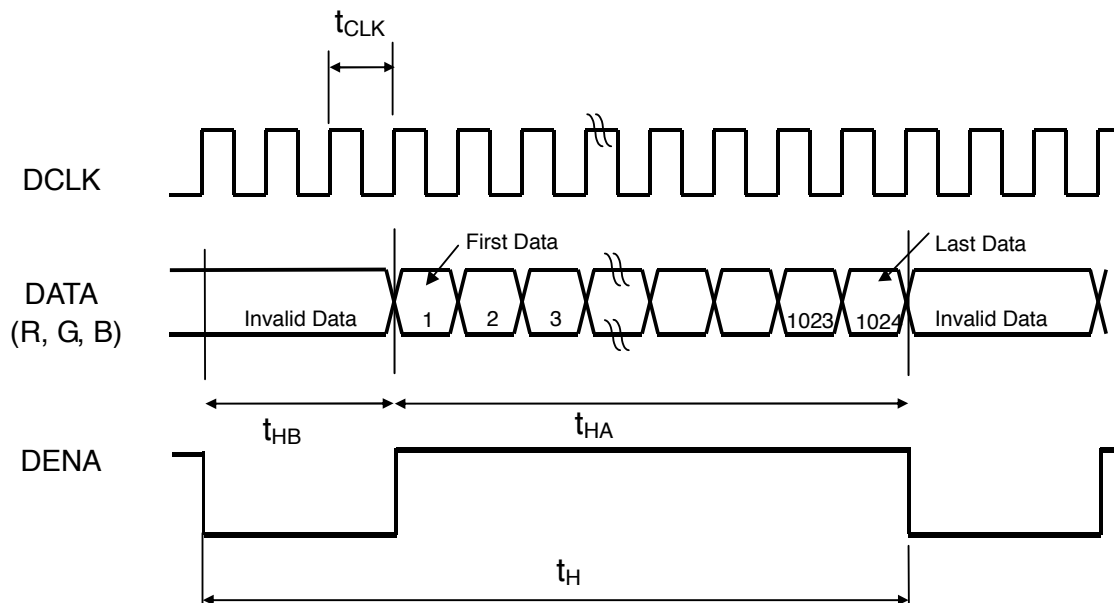 tCLK
DCLK
First Data
Last Data
DATA
(R, G, B)
Invalid Data
1
2
3
1023
1024
Invalid Data
tHB
tHA
DENA
tH